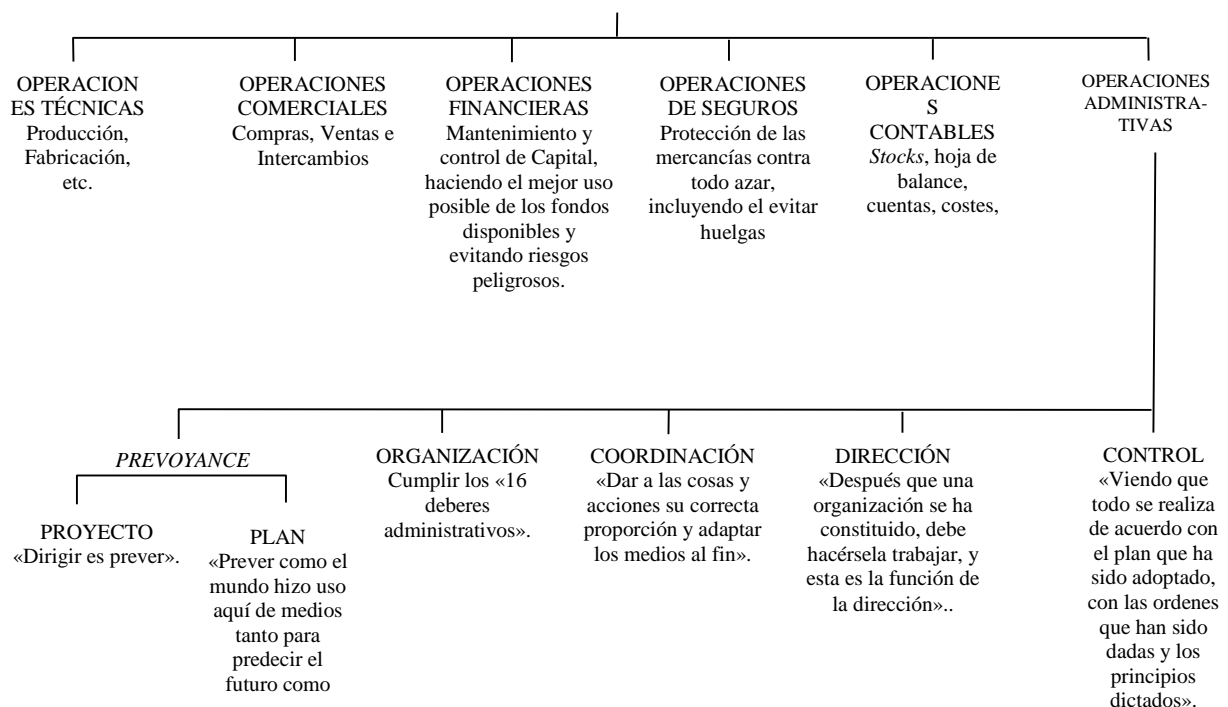 OPERACION
ES TÉCNICAS
Producción,
Fabricación,
etc.
OPERACIONES
COMERCIALES
Compras, Ventas e
Intercambios
OPERACIONES
FINANCIERAS
Mantenimiento y
control de Capital,
haciendo el mejor uso
posible de los fondos
disponibles y
evitando riesgos
peligrosos.
OPERACIONES
DE SEGUROS
Protección de las
mercancías contra
todo azar,
incluyendo el evitar
huelgas
OPERACIONE
S
CONTABLES
Stocks, hoja de
balance,
cuentas, costes,
OPERACIONES
ADMINISTRA-
TIVAS
PREVOYANCE
PROYECTO
«Dirigir es prever».
PLAN
«Prever como el
mundo hizo uso
aquí de medios
tanto para
predecir el
futuro como
ORGANIZACIÓN
Cumplir los «16
deberes
administrativos».
COORDINACIÓN
«Dar a las cosas y
acciones su correcta
proporción y adaptar
los medios al fin».
DIRECCIÓN
«Después que una
organización se ha
constituido, debe
hacérsela trabajar, y
esta es la función de
la dirección»..
CONTROL
«Viendo que
todo se realiza
de acuerdo con
el plan que ha
sido adoptado,
con las ordenes
que han sido
dadas y los
principios
dictados».